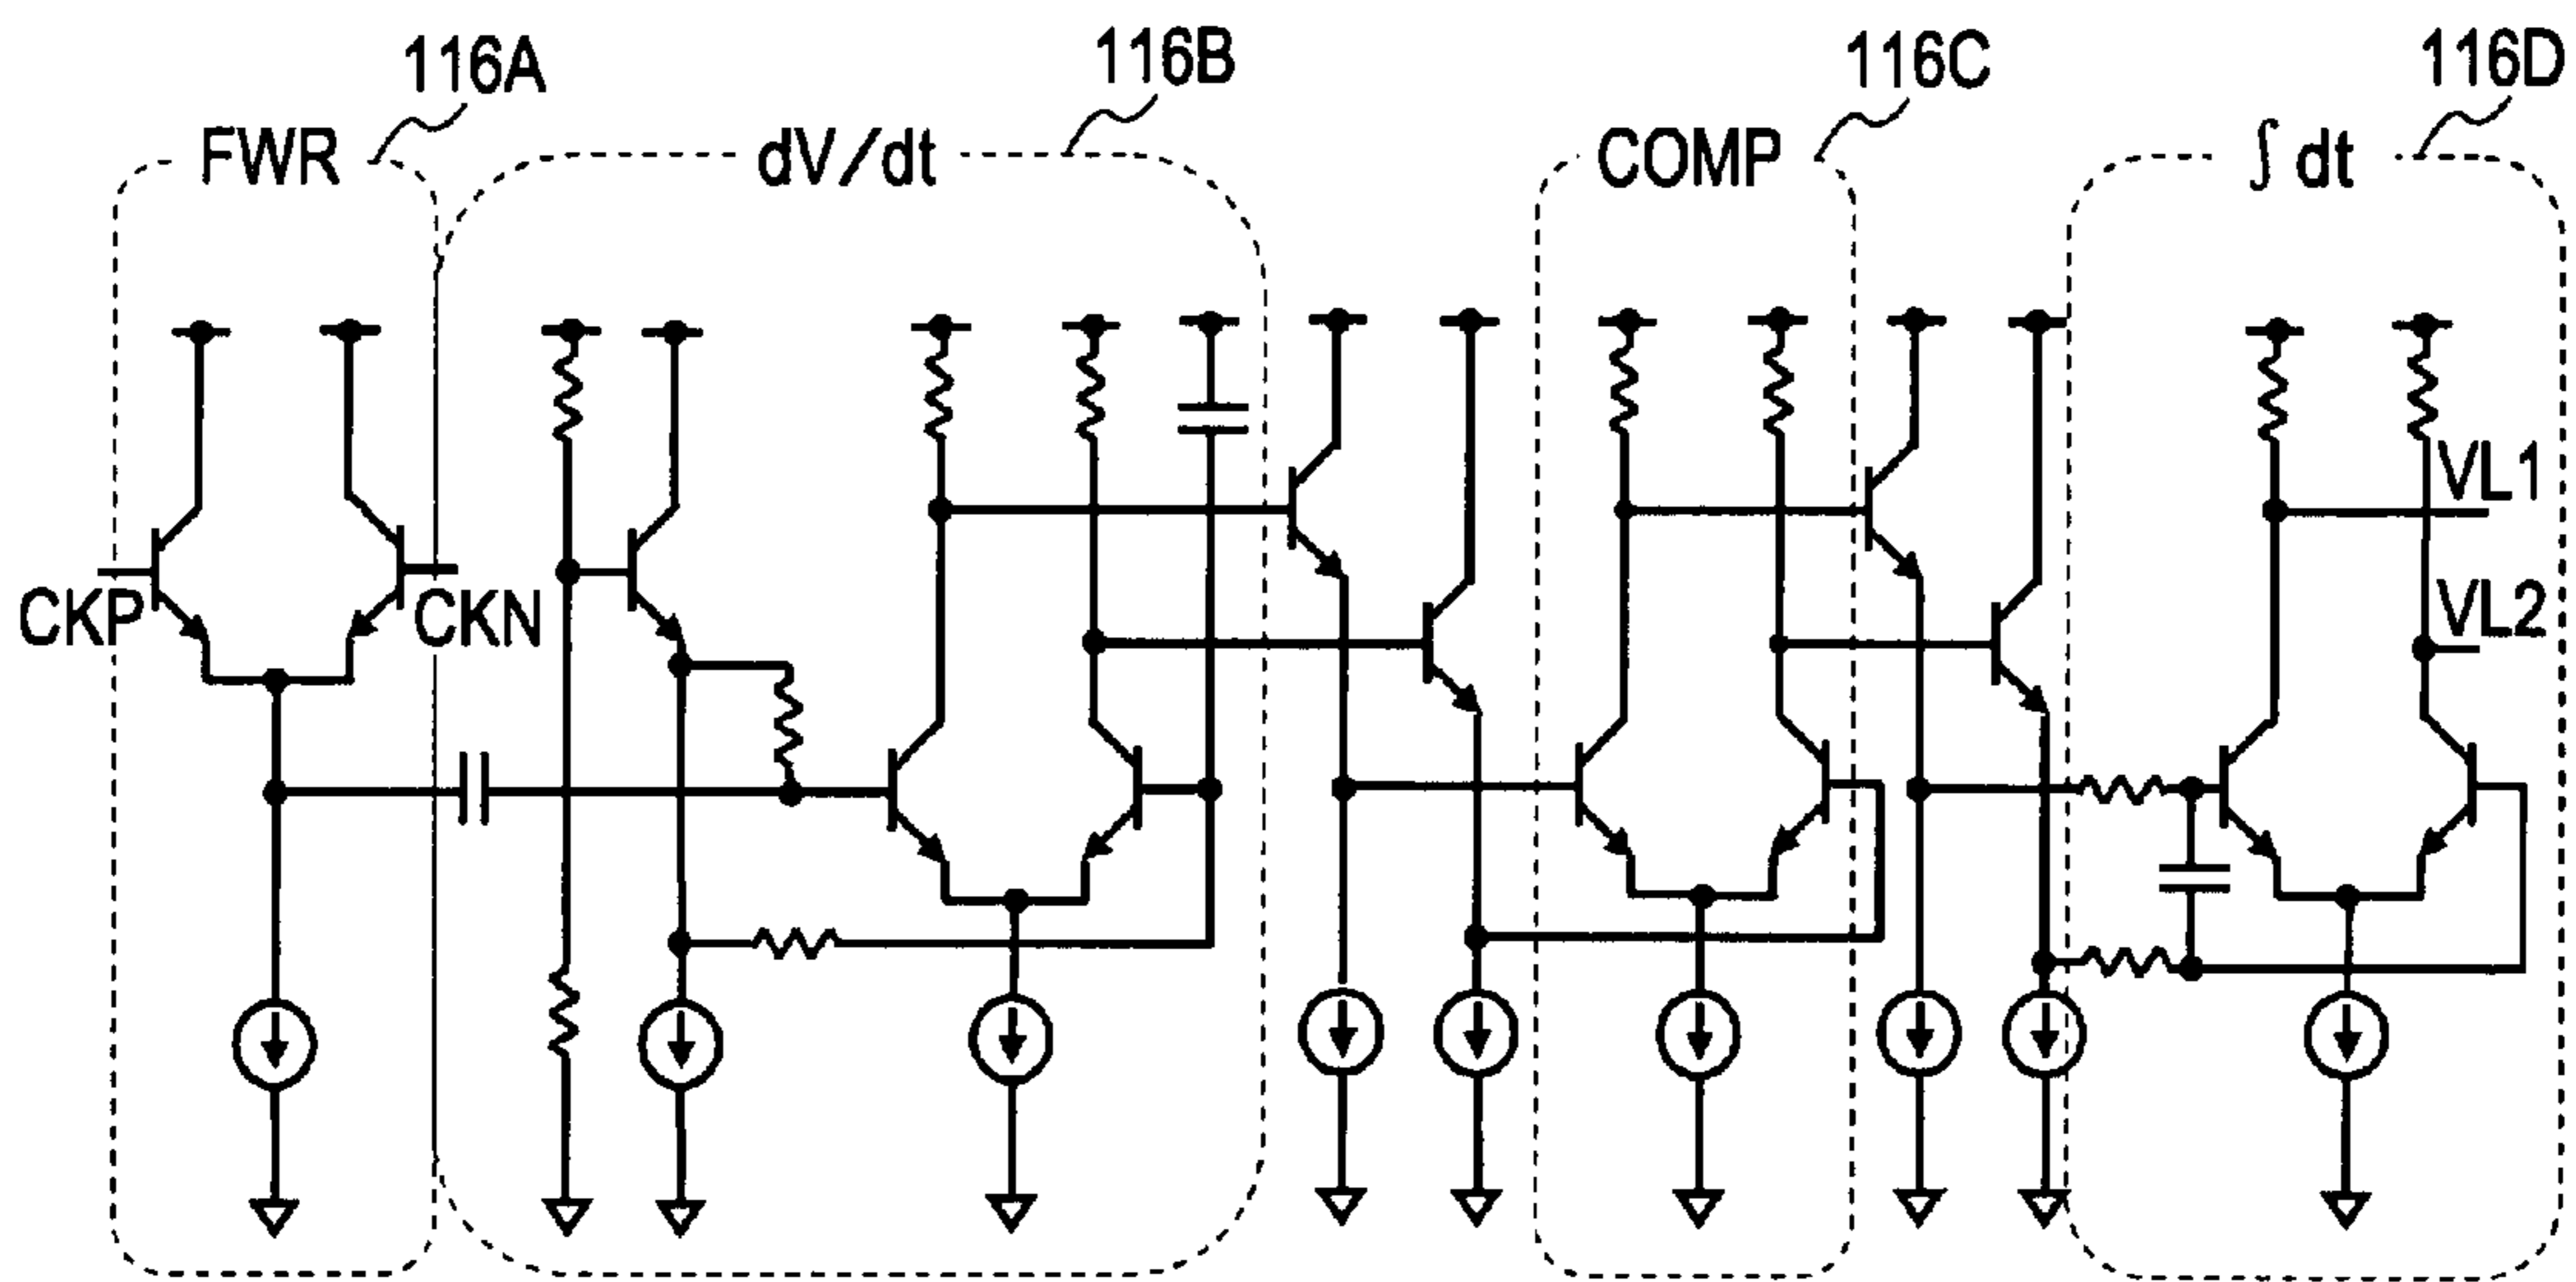 116A
116B
116C
116D
FWR
dV/dt
COMP
∫ dt
VL1
CKP
CKN
VL2